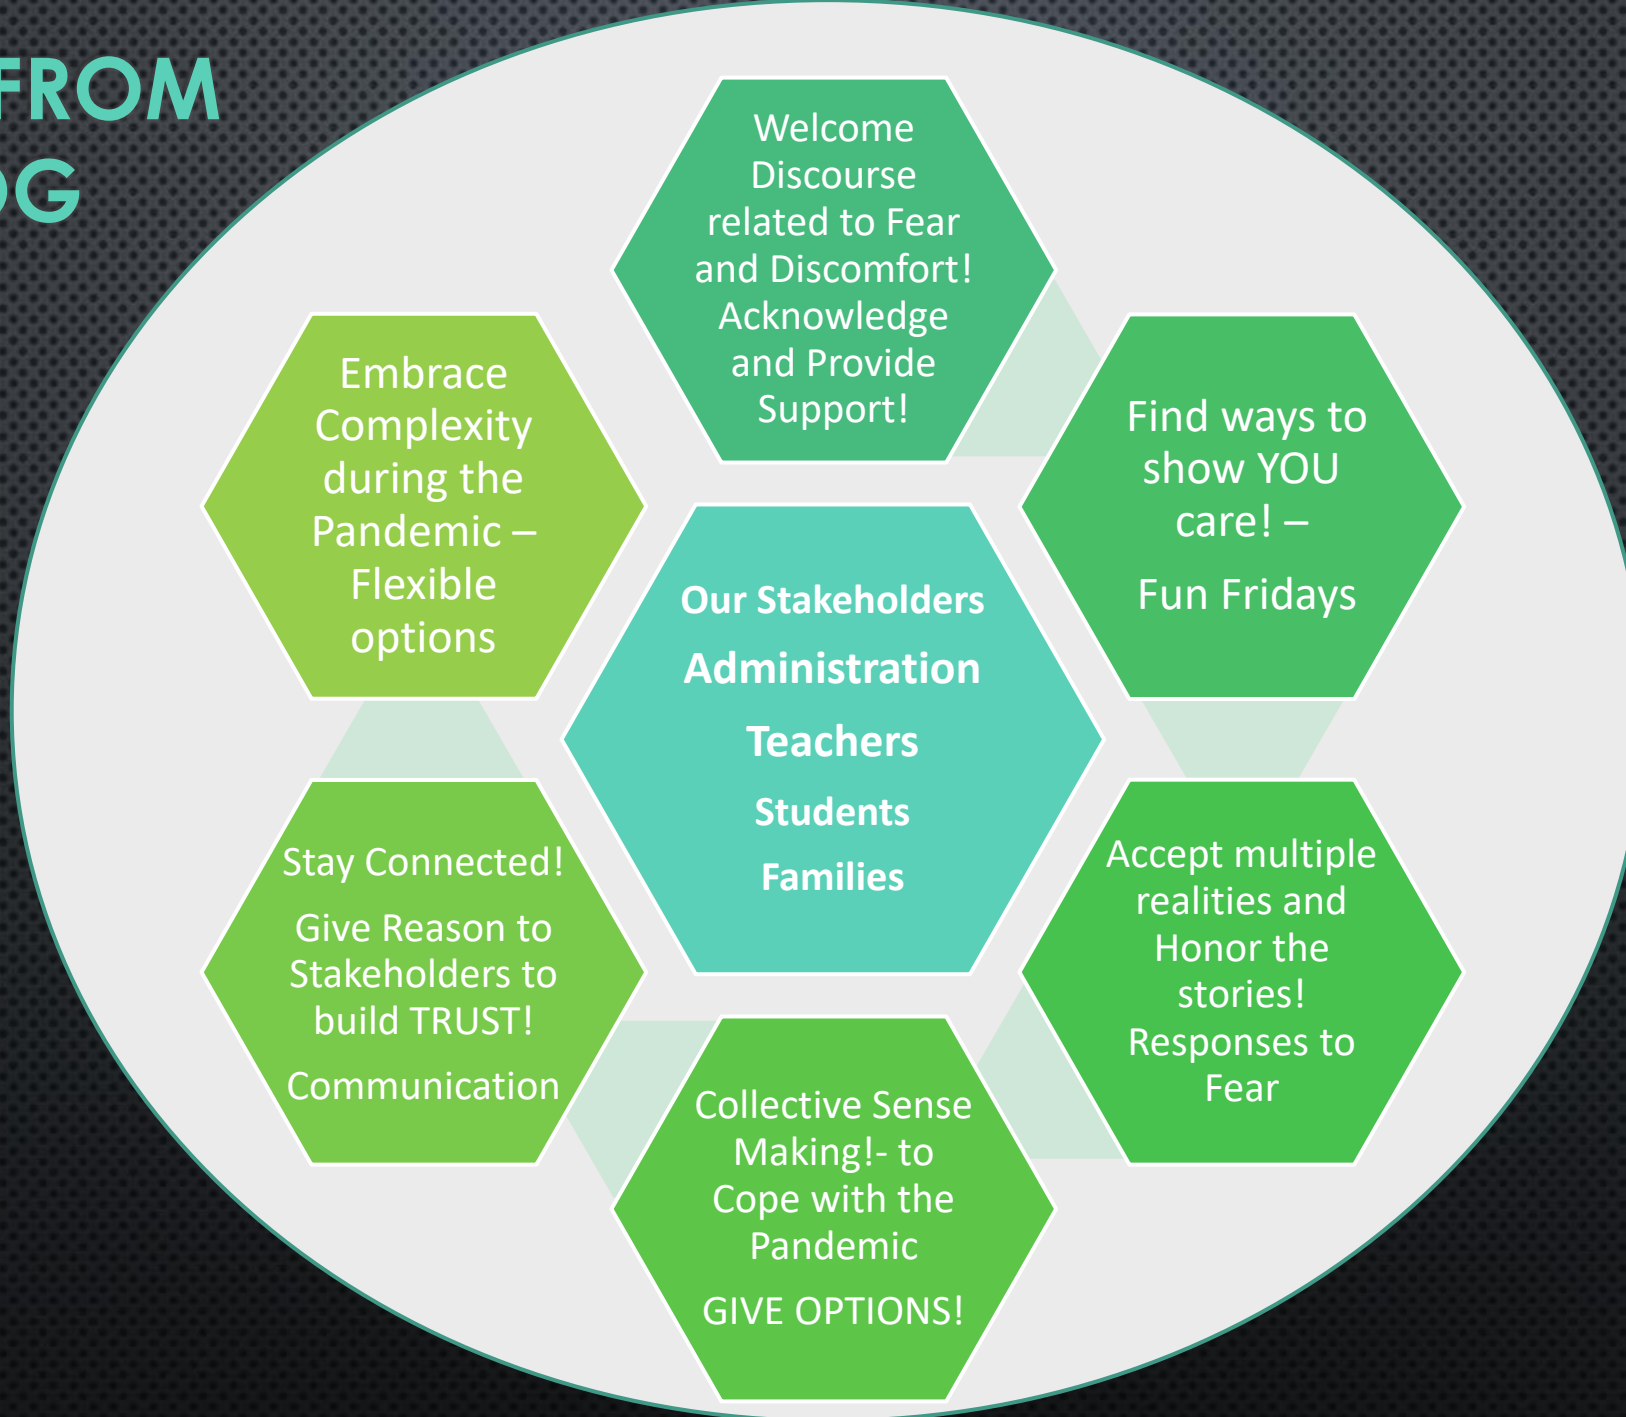 FROM
Welcome
Discourse
related to Fear
and Discomfort!
Acknowledge
and Provide
Support!
Find ways to
show YOU
care! –
Fun Fridays
Accept multiple
realities and
Honor the
stories!
Responses to
Fear
Collective Sense
Making!- to
Cope with the
Pandemic
GIVE OPTIONS!
Stay Connected!
Give Reason to
Stakeholders to
build TRUST!
Communication
Embrace
Complexity
during the
Pandemic –
Flexible
options
Our Stakeholders
Administration
Teachers
Students
Families